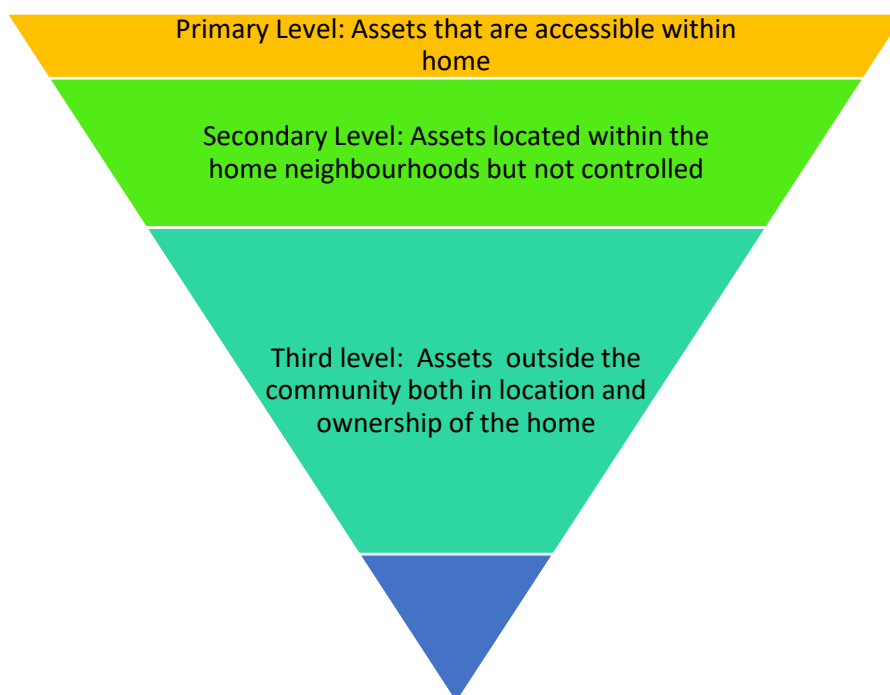 Primary Level: Assets that are accessible within
home
Secondary Level: Assets located within the
home neighbourhoods but not controlled
Third level:  Assets  outside the
community both in location and
ownership of the home